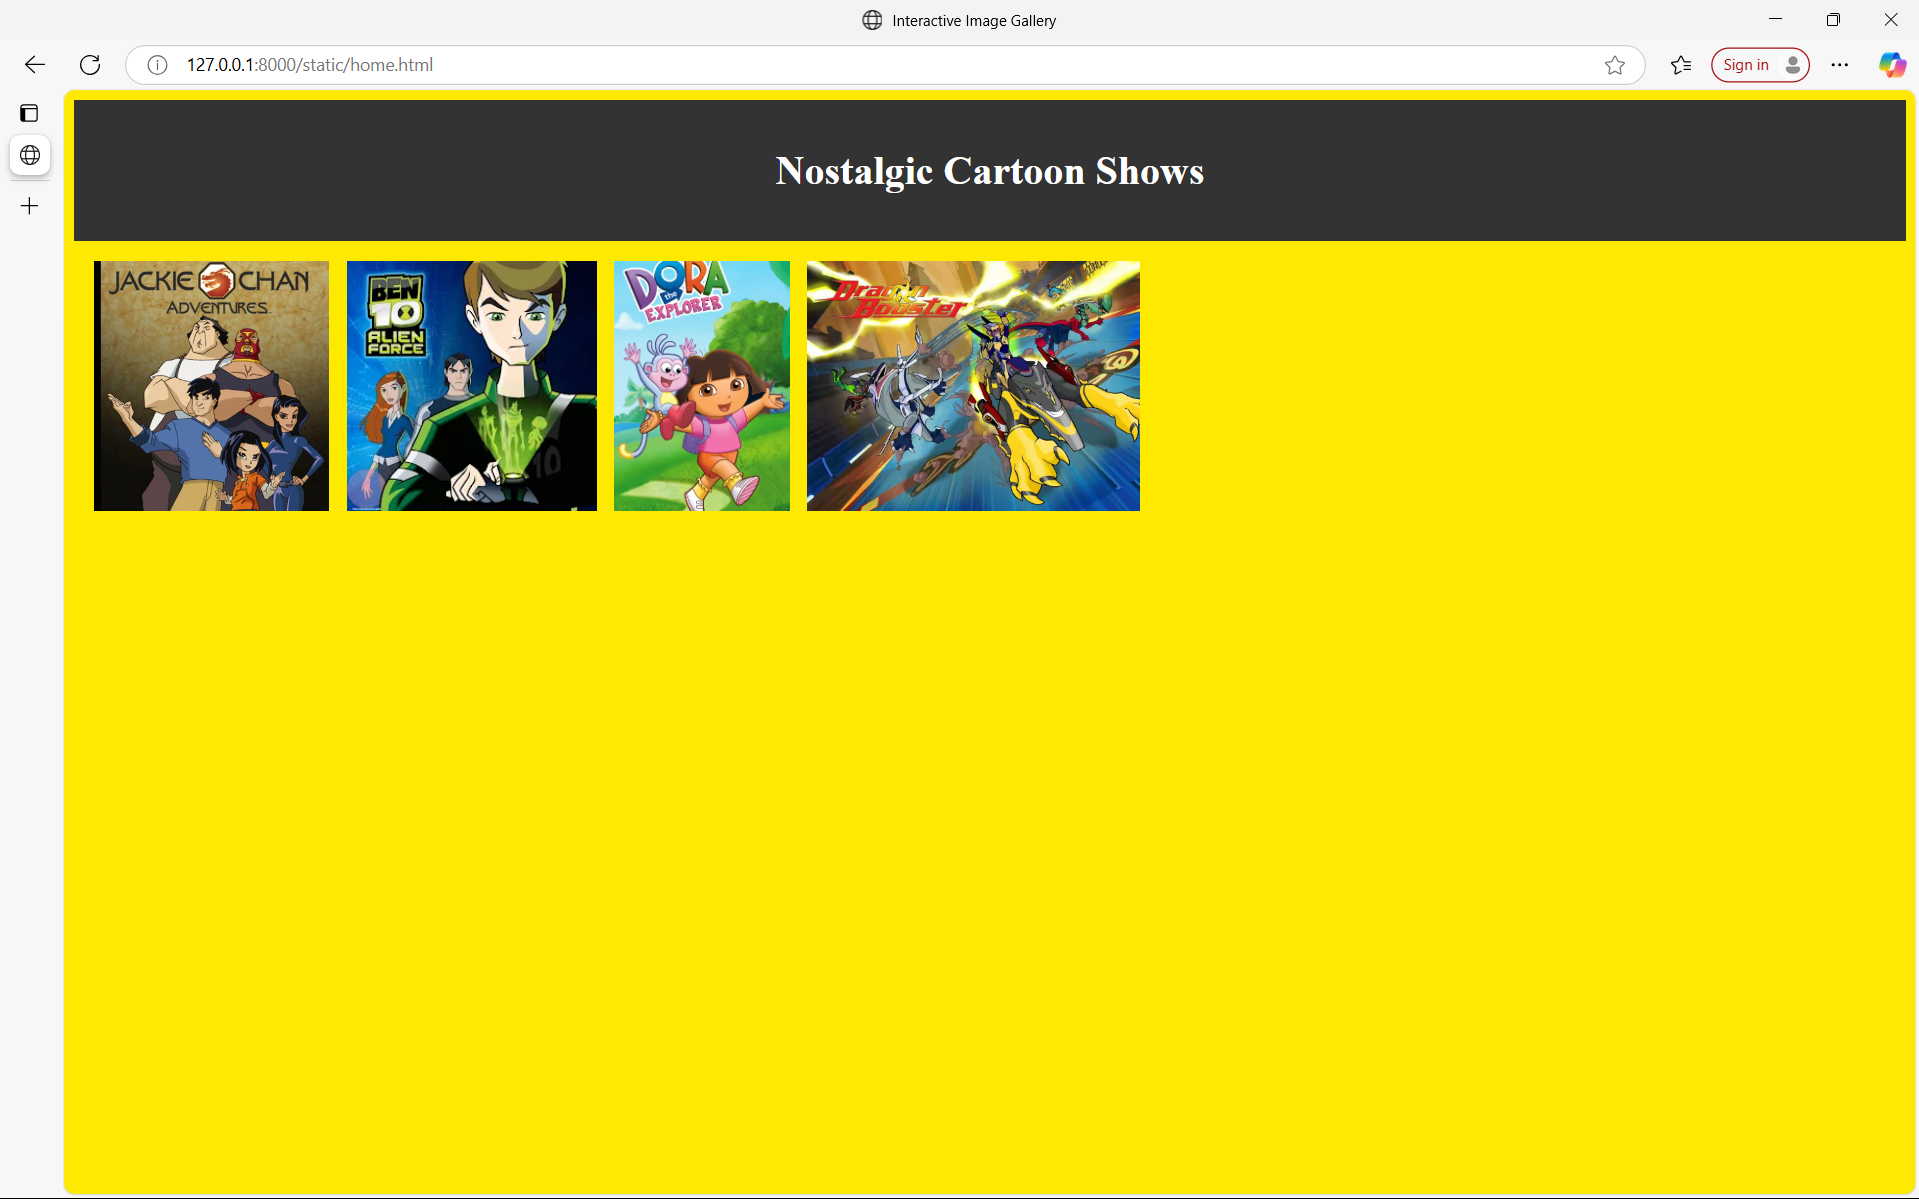 Interactive Image Gallery
127.0.0.1:8000/static/home.html
Sign in
Nostalgic Cartoon Shows
JACKIE CHAN
ADVENTURES
BEN
10
ALIEN
FORCE
10
DORA
the
EXPLORER
Dragon
Booster